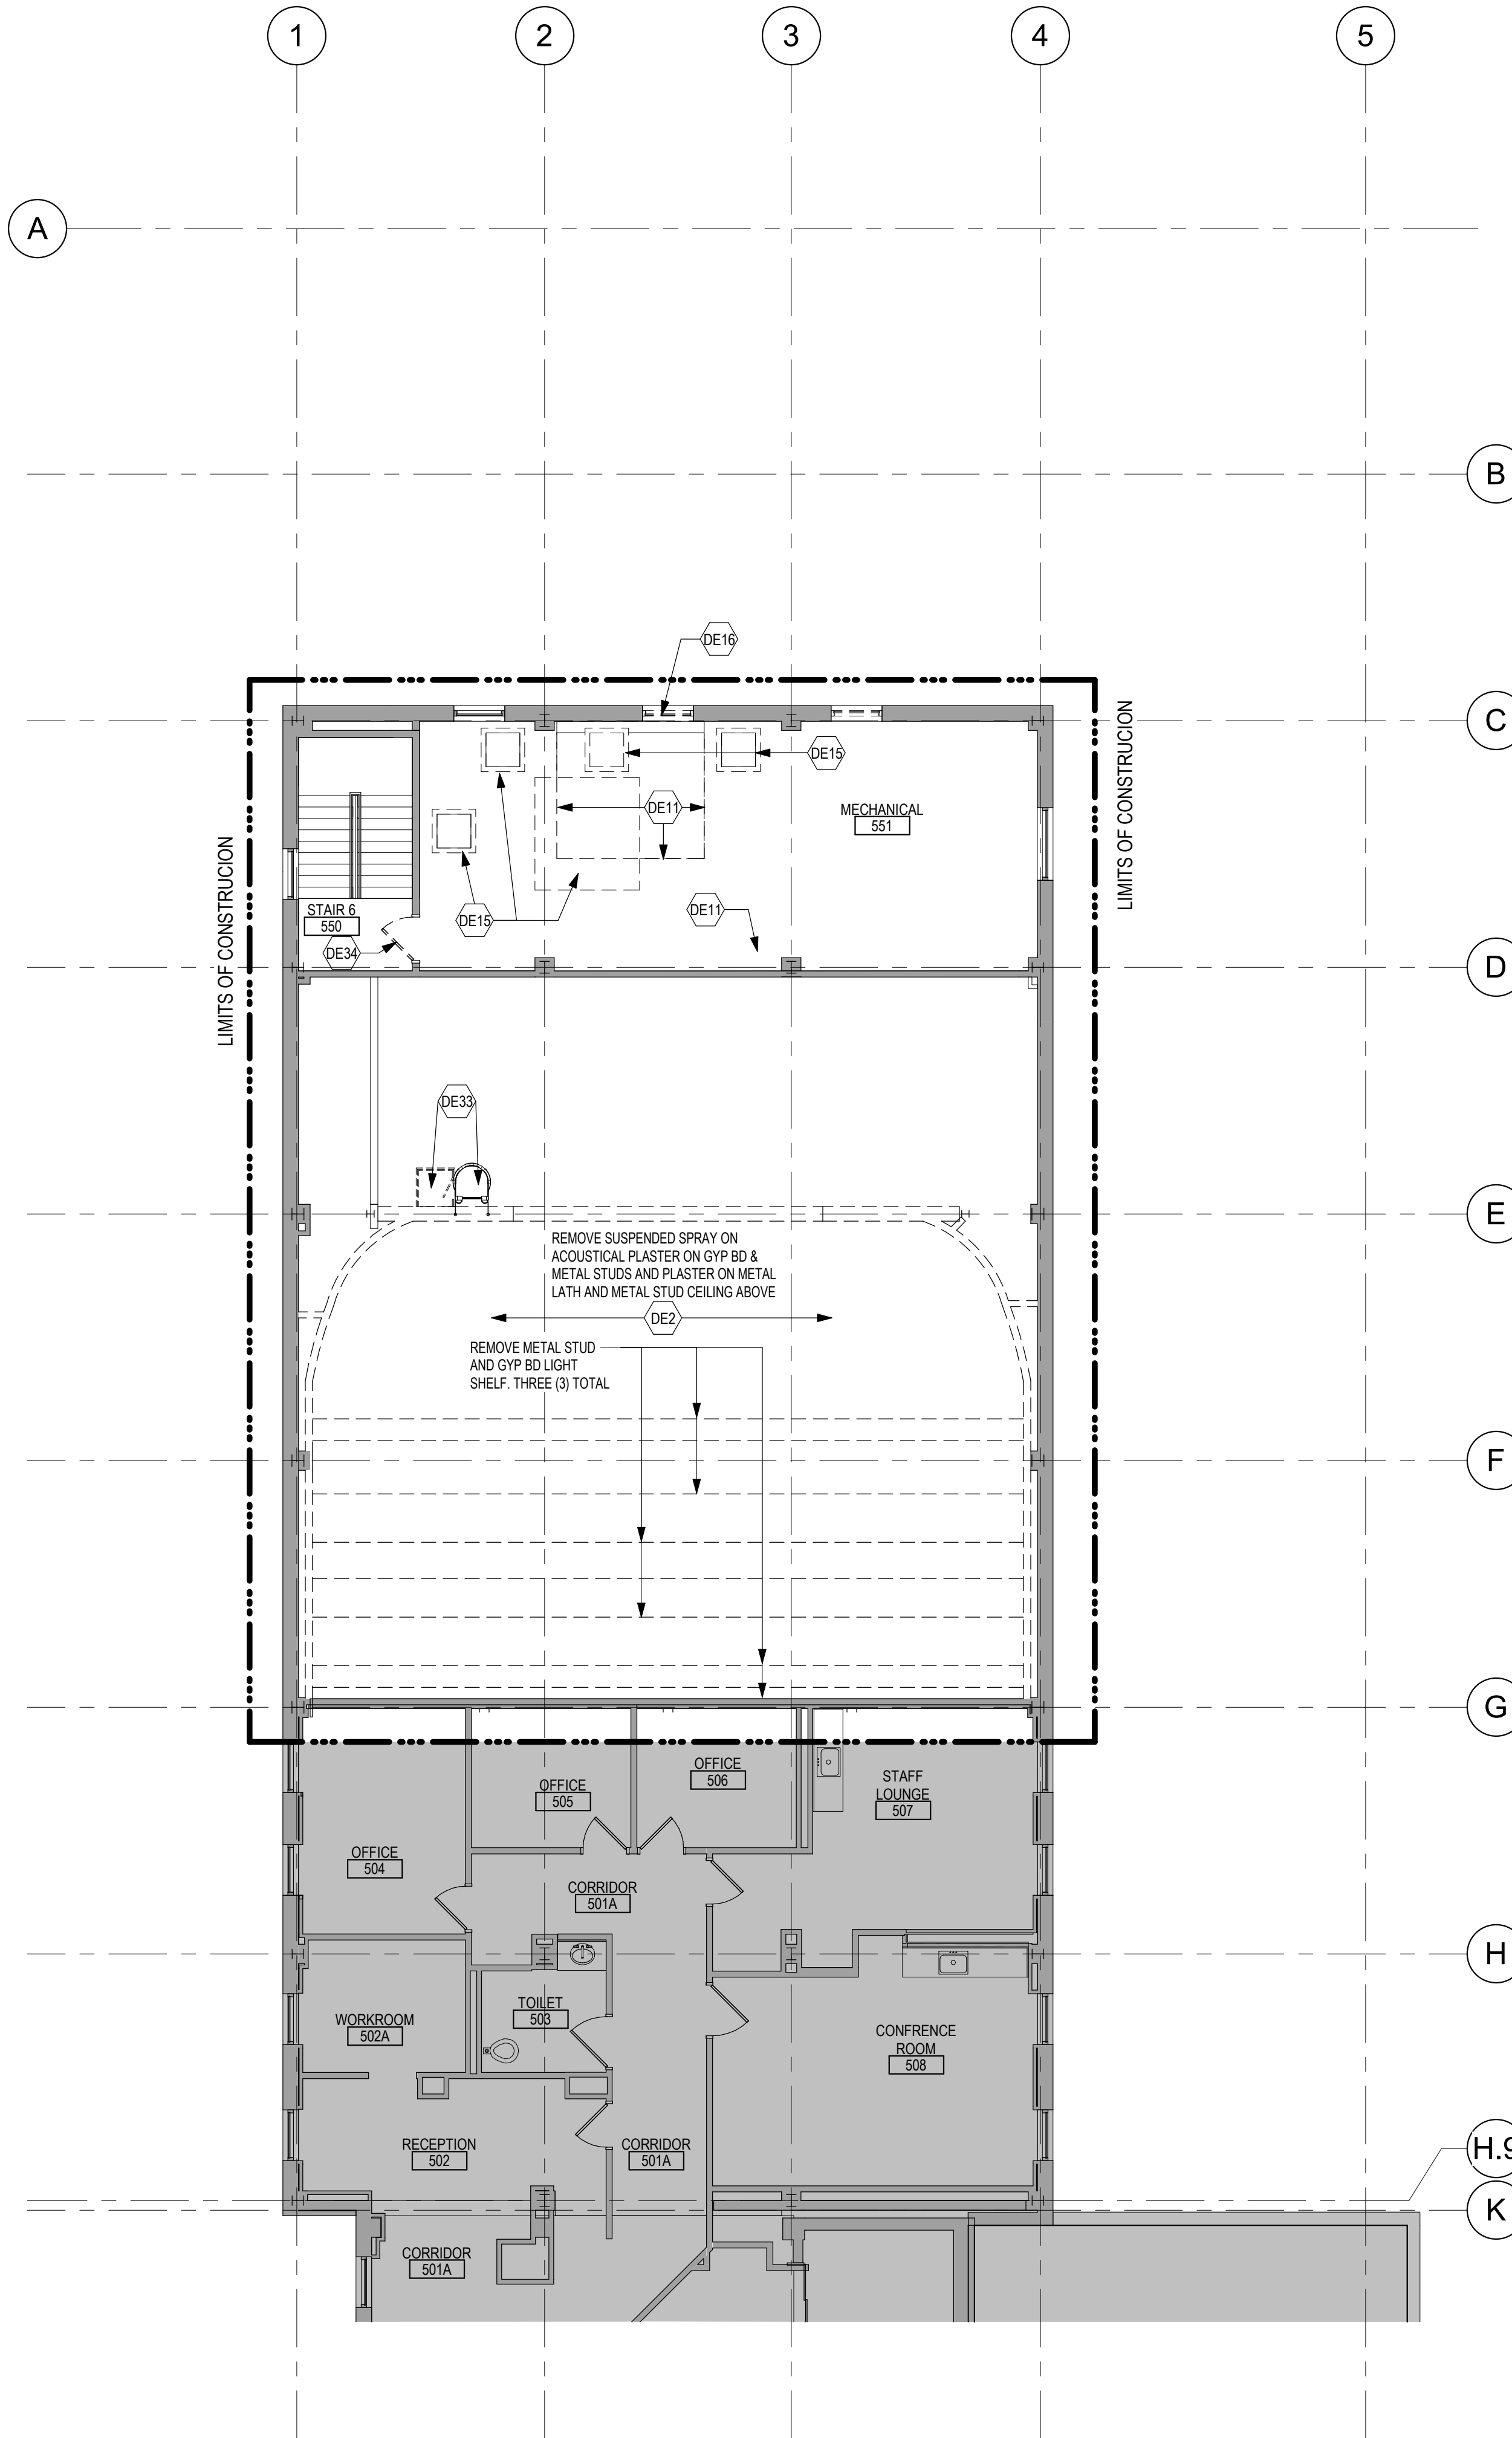 1
2
3
4
5
A
B
DE16
LIMITS OF CONSTRUCION
C
DE15
DE11
MECHANICAL
551
LIMITS OF CONSTRUCION
STAIR 6
550
DE15
DE11
DE34
D
DE33
E
REMOVE SUSPENDED SPRAY ON
ACOUSTICAL PLASTER ON GYP BD &
METAL STUDS AND PLASTER ON METAL
LATH AND METAL STUD CEILING ABOVE
DE2
REMOVE METAL STUD
AND GYP BD LIGHT
SHELF. THREE (3) TOTAL
F
G
OFFICE
506
OFFICE
505
STAFF
LOUNGE
507
OFFICE
504
CORRIDOR
501A
H
TOILET
503
WORKROOM
502A
CONFRENCE
ROOM
508
RECEPTION
502
CORRIDOR
501A
H.9
K
CORRIDOR
501A